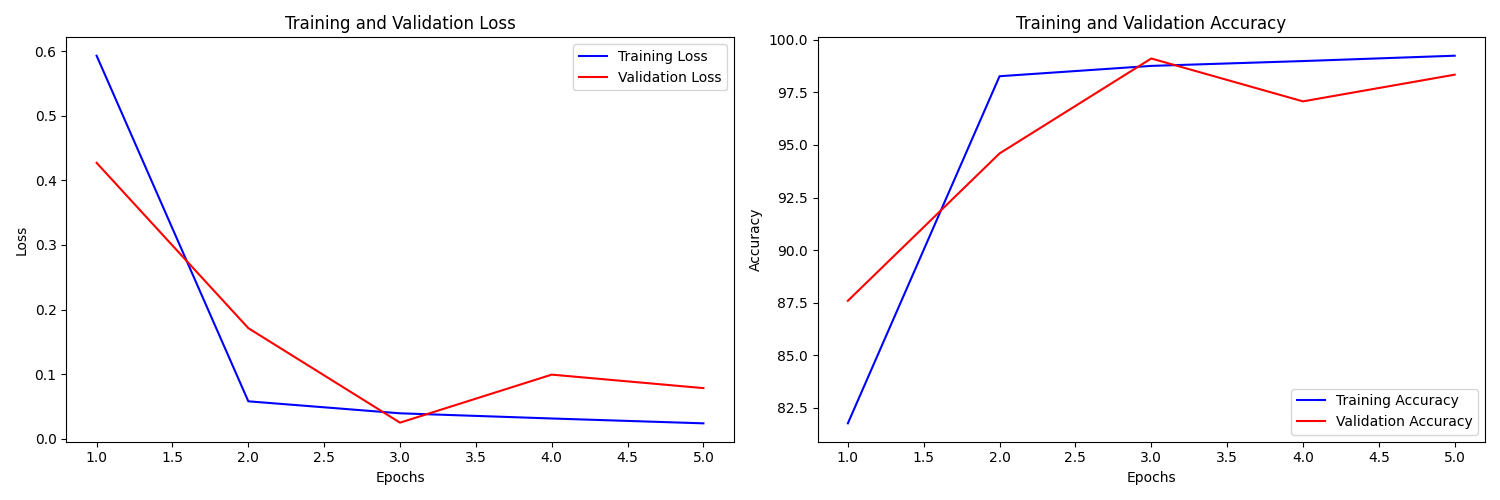 Training and Validation Loss
0.6
0.5
0.4
0.3
0.2
0.1
0.0
Loss
Training Loss
Validation Loss
1.0 1.5 2.0 2.5 3.0 3.5 4.0 4.5 5.0
Epochs
Training and Validation Accuracy
100.0
97.5
95.0
92.5
90.0
87.5
85.0
82.5
Accuracy
Training Accuracy
Validation Accuracy
1.0 1.5 2.0 2.5 3.0 3.5 4.0 4.5 5.0
Epochs